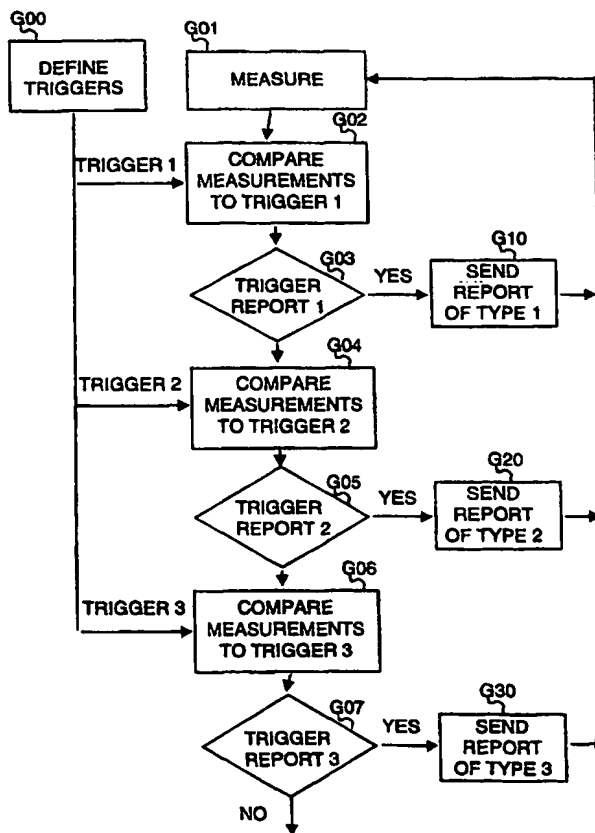 G00
DEFINE
TRIGGERS
G01
MEASURE
G02
COMPARE
MEASUREMENTS
TO TRIGGER 1
TRIGGER 1
G03
TRIGGER
REPORT 1
YES
G10
SEND
REPORT
OF TYPE 1
G04
COMPARE
MEASUREMENTS
TO TRIGGER 2
TRIGGER 2
G05
TRIGGER
REPORT 2
YES
G20
SEND
REPORT
OF TYPE 2
G06
COMPARE
MEASUREMENTS
TO TRIGGER 3
TRIGGER 3
G07
TRIGGER
REPORT 3
YES
G30
SEND
REPORT
OF TYPE 3
NO